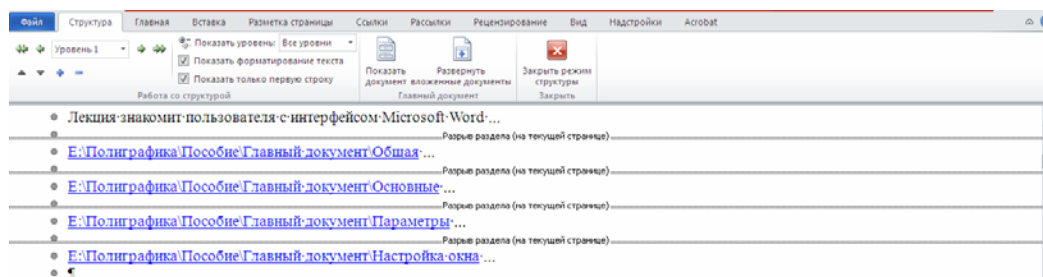 Файл Структура Главная Вставка Разметка страницы Ссылки Рассылки Рецензирование Вид Надстройки Acrobat
Уровень 1
Показать уровень: Все уровни
Показать форматирование текста
Показать только первую строку
Работа со структурой
Показать документ
Развернуть вложенные документы
Главный документ
Закрыть режим структуры
Закрыть
Лекция·знакомит·пользователя·с·интерфейсом·Microsoft·Word·...
Разрыв раздела (на текущей странице)
E:\Полиграфика\Пособие\Главный·документ\Общая·...
Разрыв раздела (на текущей странице)
E:\Полиграфика\Пособие\Главный·документ\Основные·...
Разрыв раздела (на текущей странице)
E:\Полиграфика\Пособие\Главный·документ\Параметры·...
Разрыв раздела (на текущей странице)
E:\Полиграфика\Пособие\Главный·документ\Настройка·окна·...
¶